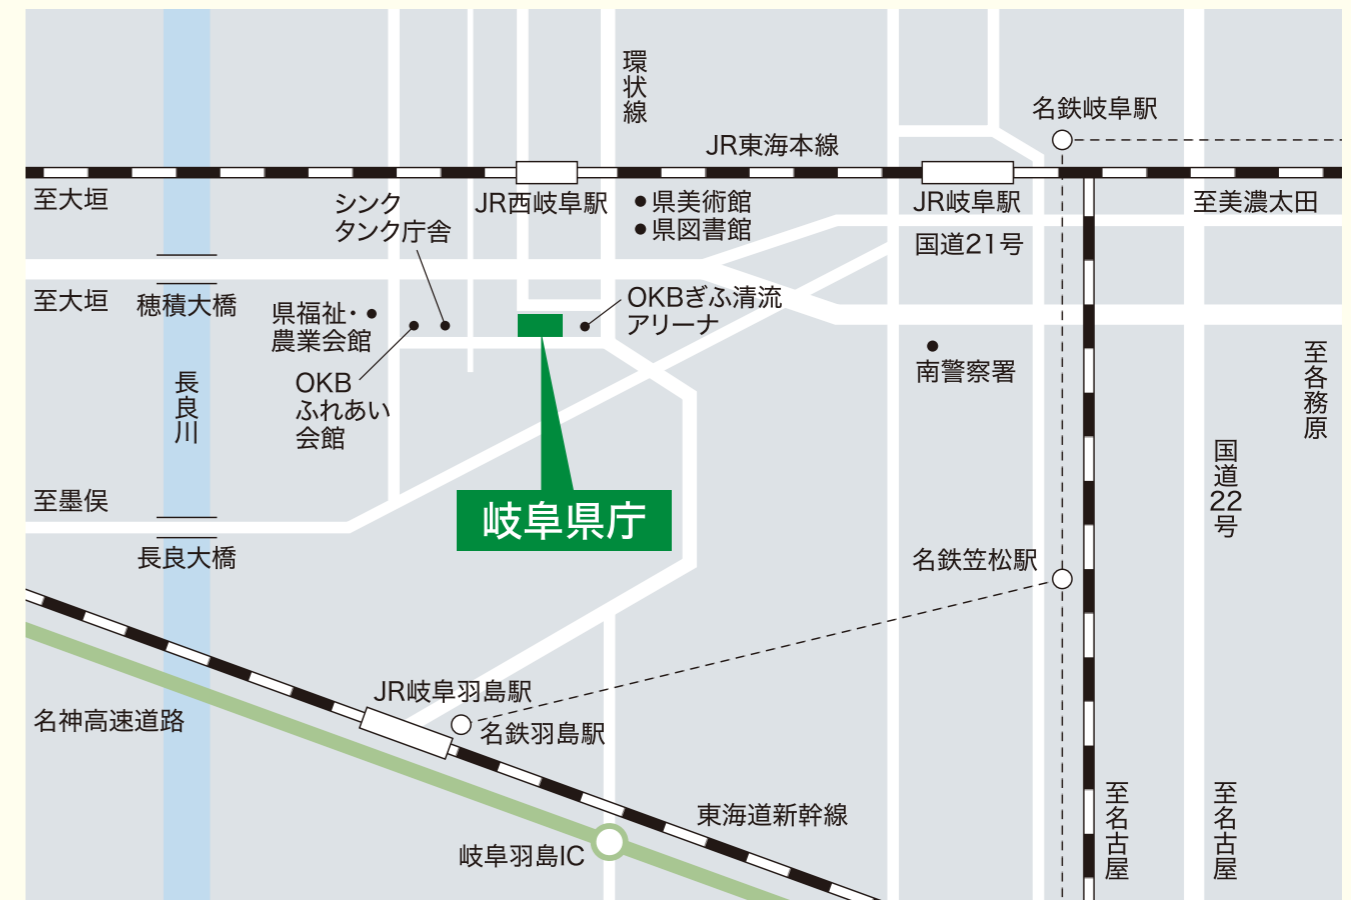 環状線
名鉄岐阜駅
JR東海本線
至大垣
シンク
タンク庁舎
JR西岐阜駅
●県美術館
●県図書館
JR岐阜駅
至美濃太田
国道21号
至大垣
穂積大橋
県福祉・
農業会館
OKBぎふ清流
アリーナ
南警察署
至各務原
長良川
OKB
ふれあい
会館
国道22号
至墨俣
岐阜県庁
長良大橋
名鉄笠松駅
JR岐阜羽島駅
名神高速道路
名鉄羽島駅
東海道新幹線
至名古屋
至名古屋
岐阜羽島IC